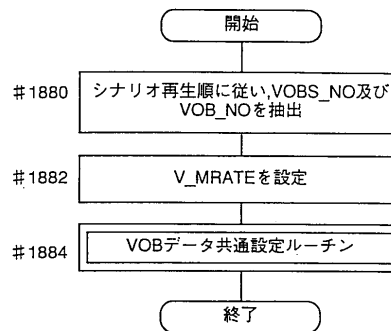 開始
#1880
シナリオ再生順に従い,VOBS_NO及び
VOB_NOを抽出
#1882
V_MRATEを設定
#1884
VOBデータ共通設定ルーチン
終了